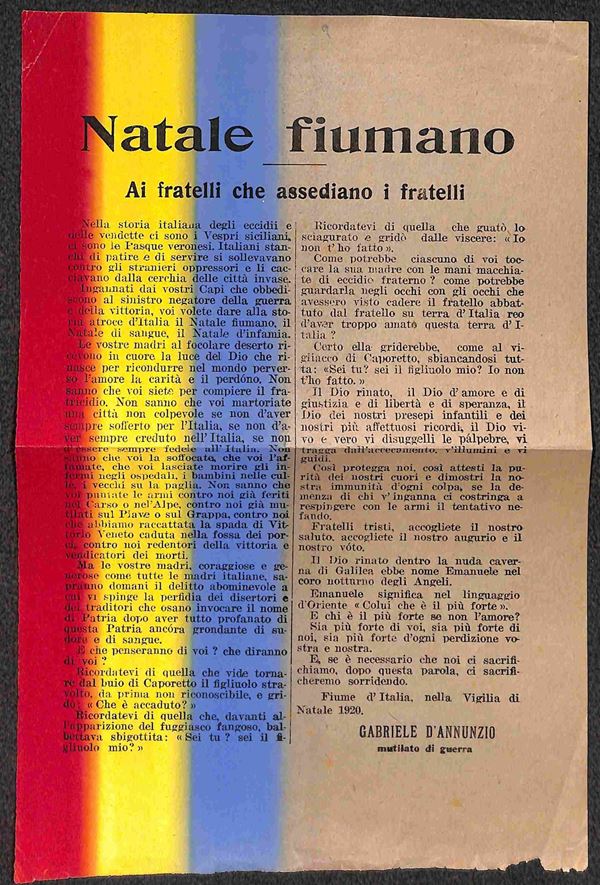 Natale fiumano
Ai fratelli che assediano i fratelli
Nella storia italiana degli eccidii e
delle vendette ci sono i Vespri siciliani,
ci sono le Pasque veronesi. Italiani stan-
chi di patire e di servire si sollevavano
contro gli stranieri oppressori e li cac-
ciavano dalla cerchia delle città invase.
Ingannati dai vostri Capi che obbedi-
scono al sinistro negatore della guerra
e della vittoria, voi volete dare alla sto-
ria atroce d'Italia il Natale fiumano, il
Natale di sangue, il Natale d'infamia.
Le vostre madri al focolare deserto ri-
cevono in cuore la luce del Dio che ri-
nasce per ricondurre nel mondo perver-
so l'amore la carità e il perdóno. Non
sanno che voi siete per compiere il fra-
tricidio. Non sanno che voi martoriate
una città non colpevole se non d'aver
sempre sofferto per l'Italia, se non d'a-
ver sempre creduto nell'Italia, se non
d'essere sempre fedele all'Italia. Non
sanno che voi la soffocate, che voi l'af-
famate, che voi lasciate morire gli in-
fermi negli ospedali, i bambini nelle cul-
le, i vecchi su la paglia. Non sanno che
voi puntate le armi contro noi già feriti
nel Carso o nell'Alpe, contro noi già mu-
tilati sul Piave o sul Grappa, contro noi
che abbiamo raccattata la spada di Vit-
torio Veneto caduta nella fossa dei por-
ci, contro noi redentori della vittoria e
vendicatori dei morti.
Ma le vostre madri, coraggiose e ge-
nerose come tutte le madri italiane, sa-
pranno domani il delitto abominevole a
cui vi spinge la perfidia dei disertori e
dei traditori che osano invocare il nome
di Patria dopo aver tutto profanato di
questa Patria ancóra grondante di su-
dore e di sangue.
E che penseranno di voi? che diranno
di voi?
Ricordatevi di quella che vide torna-
re dal buio di Caporetto il figliuolo stra-
volto, da prima non riconoscibile, e gri-
dò: «Che è accaduto?»
Ricordatevi di quella che, davanti al-
l'apparizione del fuggiasco fangoso, bal-
bettava sbigottita: «Sei tu? sei il fi-
gliuolo mio?»
Ricordatevi di quella che guatò lo
sciagurato e gridò dalle viscere: «Io
non t'ho fatto».
Come potrebbe ciascuno di voi toc-
care la sua madre con le mani macchia-
te di eccidio fraterno? come potrebbe
guardarla negli occhi con gli occhi che
avessero visto cadere il fratello abbat-
tuto dal fratello su terra d'Italia reo
d'aver troppo amato questa terra d'I-
talia?
Certo ella griderebbe, come al vi-
gliacco di Caporetto, sbiancandosi tut-
ta: «Sei tu? sei il figliuolo mio? Io non
t'ho fatto.»
Il Dio rinato, il Dio d'amore e di
giustizia e di libertà e di speranza, il
Dio dei nostri presepi infantili e dei
nostri più affettuosi ricordi, il Dio vi-
vo e vero vi disuggelli le pálpebre, vi
tragga dall'accecamento, v'illumini e vi
guidi.
Così protegga noi, così attesti la pu-
rità dei nostri cuori e dimostri la no-
stra immunità d'ogni colpa, se la de-
menza di chi v'inganna ci costringa a
respingere con le armi il tentativo ne-
fando.
Fratelli tristi, accogliete il nostro
saluto, accogliete il nostro augurio e il
nostro vóto.
Il Dio rinato dentro la nuda caver-
na di Galilea ebbe nome Emanuele nel
coro notturno degli Angeli.
Emanuele significa nel linguaggio
d'Oriente «Colui che è il più forte».
E chi è il più forte se non l'amore?
Sia più forte di voi, sia più forte di
noi, sia più forte d'ogni perdizione vo-
stra e nostra.
E, se è necessario che noi ci sacrifi-
chiamo, dopo questa parola, ci sacrifi-
cheremo sorridendo.
Fiume d'Italia, nella Vigilia di
Natale 1920.
GABRIELE D'ANNUNZIO
mutilato di guerra